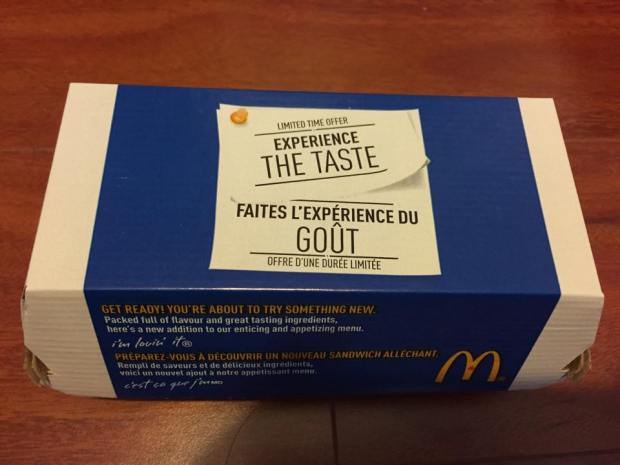 LIMITED TIME OFFER
EXPERIENCE
THE TASTE
FAITES L'EXPÉRIENCE DU
GOÛT
OFFRE D'UNE DURÉE LIMITÉE
GET READY! YOU'RE ABOUT TO TRY SOMETHING NEW.
Packed full of flavour and great tasting ingredients,
here's a new addition to our enticing and appetizing menu.
i'm lovin' it®
PRÉPAREZ-VOUS À DÉCOUVRIR UN NOUVEAU SANDWICH ALLÉCHANT.
Rempli de saveurs et de délicieux ingrédients,
voici un nouvel ajout à notre appétissant menu.
c'est ça que j'm